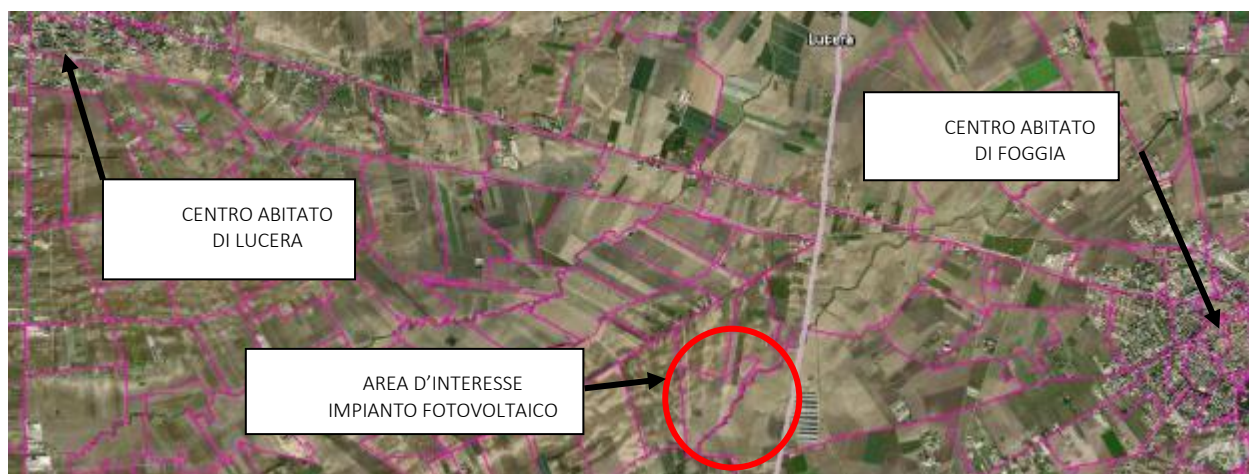 Lucera
CENTRO ABITATO
DI FOGGIA
CENTRO ABITATO
DI LUCERA
AREA D’INTERESSE
IMPIANTO FOTOVOLTAICO